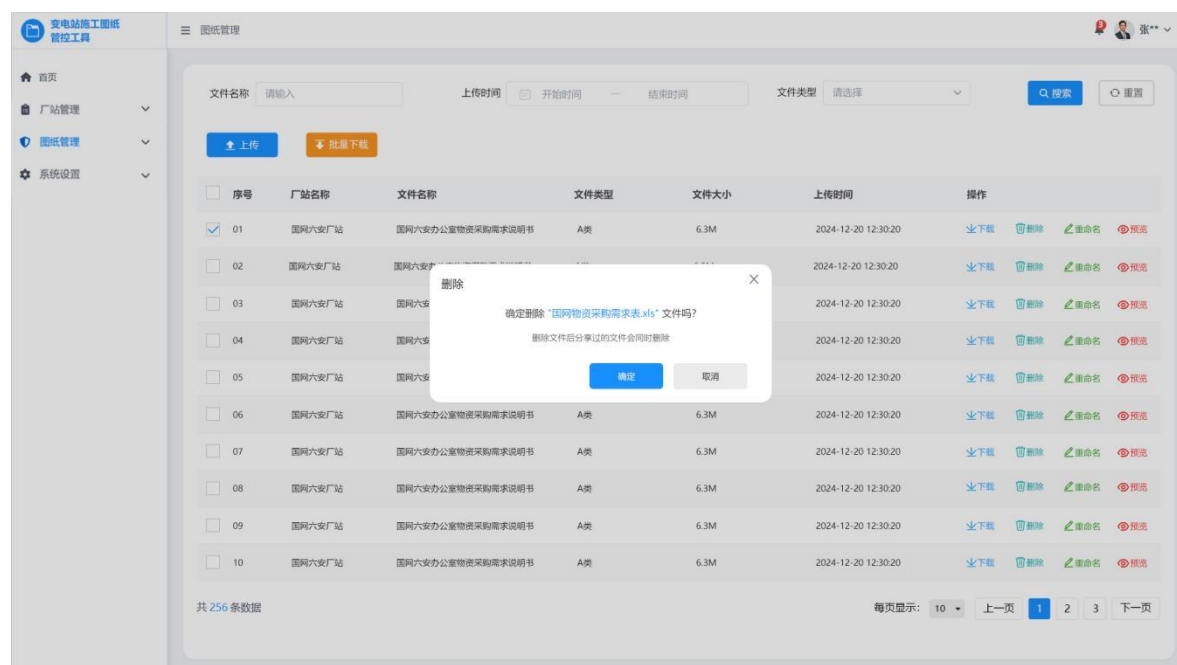 变电站施工图纸
管控工具
图纸管理
3
张**
首页
厂站管理
图纸管理
系统设置
文件名称 请输入 上传时间 开始时间 — 结束时间 文件类型 请选择 搜索 重置
上传 批量下载
序号 厂站名称 文件名称 文件类型 文件大小 上传时间 操作
01 国网六安厂站 国网六安办公室物资采购需求说明书 A类 6.3M 2024-12-20 12:30:20 下载 删除 重命名 预览
02 国网六安厂站 国网六安 2024-12-20 12:30:20 下载 删除 重命名 预览
删除
03 国网六安厂站 国网六安 2024-12-20 12:30:20 下载 删除 重命名 预览
确定删除 "国网物资采购需求表.xls" 文件吗?
删除文件后分享过的文件会同时删除
04 国网六安厂站 国网六安 2024-12-20 12:30:20 下载 删除 重命名 预览
确定 取消
05 国网六安厂站 国网六安 2024-12-20 12:30:20 下载 删除 重命名 预览
06 国网六安厂站 国网六安办公室物资采购需求说明书 A类 6.3M 2024-12-20 12:30:20 下载 删除 重命名 预览
07 国网六安厂站 国网六安办公室物资采购需求说明书 A类 6.3M 2024-12-20 12:30:20 下载 删除 重命名 预览
08 国网六安厂站 国网六安办公室物资采购需求说明书 A类 6.3M 2024-12-20 12:30:20 下载 删除 重命名 预览
09 国网六安厂站 国网六安办公室物资采购需求说明书 A类 6.3M 2024-12-20 12:30:20 下载 删除 重命名 预览
10 国网六安厂站 国网六安办公室物资采购需求说明书 A类 6.3M 2024-12-20 12:30:20 下载 删除 重命名 预览
共 256 条数据 每页显示: 10 上一页 1 2 3 下一页